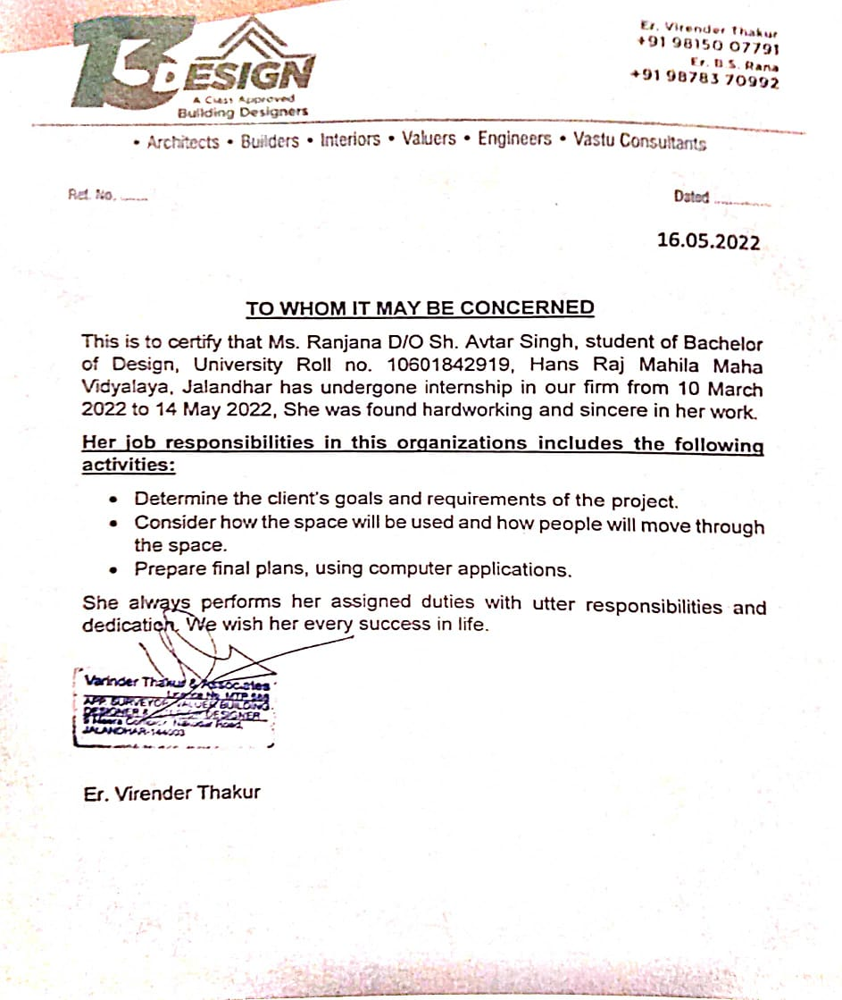 13 DESIGN
A Class Approved
Building Designers
Er. Virender Thakur
+91 98150 07791
Er. B.S. Rana
+91 98783 70992
• Architects • Builders • Interiors • Valuers • Engineers • Vastu Consultants
Ref. No. ........
Dated ..............
16.05.2022
TO WHOM IT MAY BE CONCERNED
This is to certify that Ms. Ranjana D/O Sh. Avtar Singh, student of Bachelor
of Design, University Roll no. 10601842919, Hans Raj Mahila Maha
Vidyalaya, Jalandhar has undergone internship in our firm from 10 March
2022 to 14 May 2022, She was found hardworking and sincere in her work.
Her job responsibilities in this organizations includes the following
activities:
• Determine the client's goals and requirements of the project.
• Consider how the space will be used and how people will move through
the space.
• Prepare final plans, using computer applications.
She always performs her assigned duties with utter responsibilities and
dedication. We wish her every success in life.
Varinder Thakur & Associates
Licence No. MTP
APP. SURVEYOR VALUER BUILDING
DESIGNER & DESIGNER
Road,
JALANDHAR-144003
Er. Virender Thakur